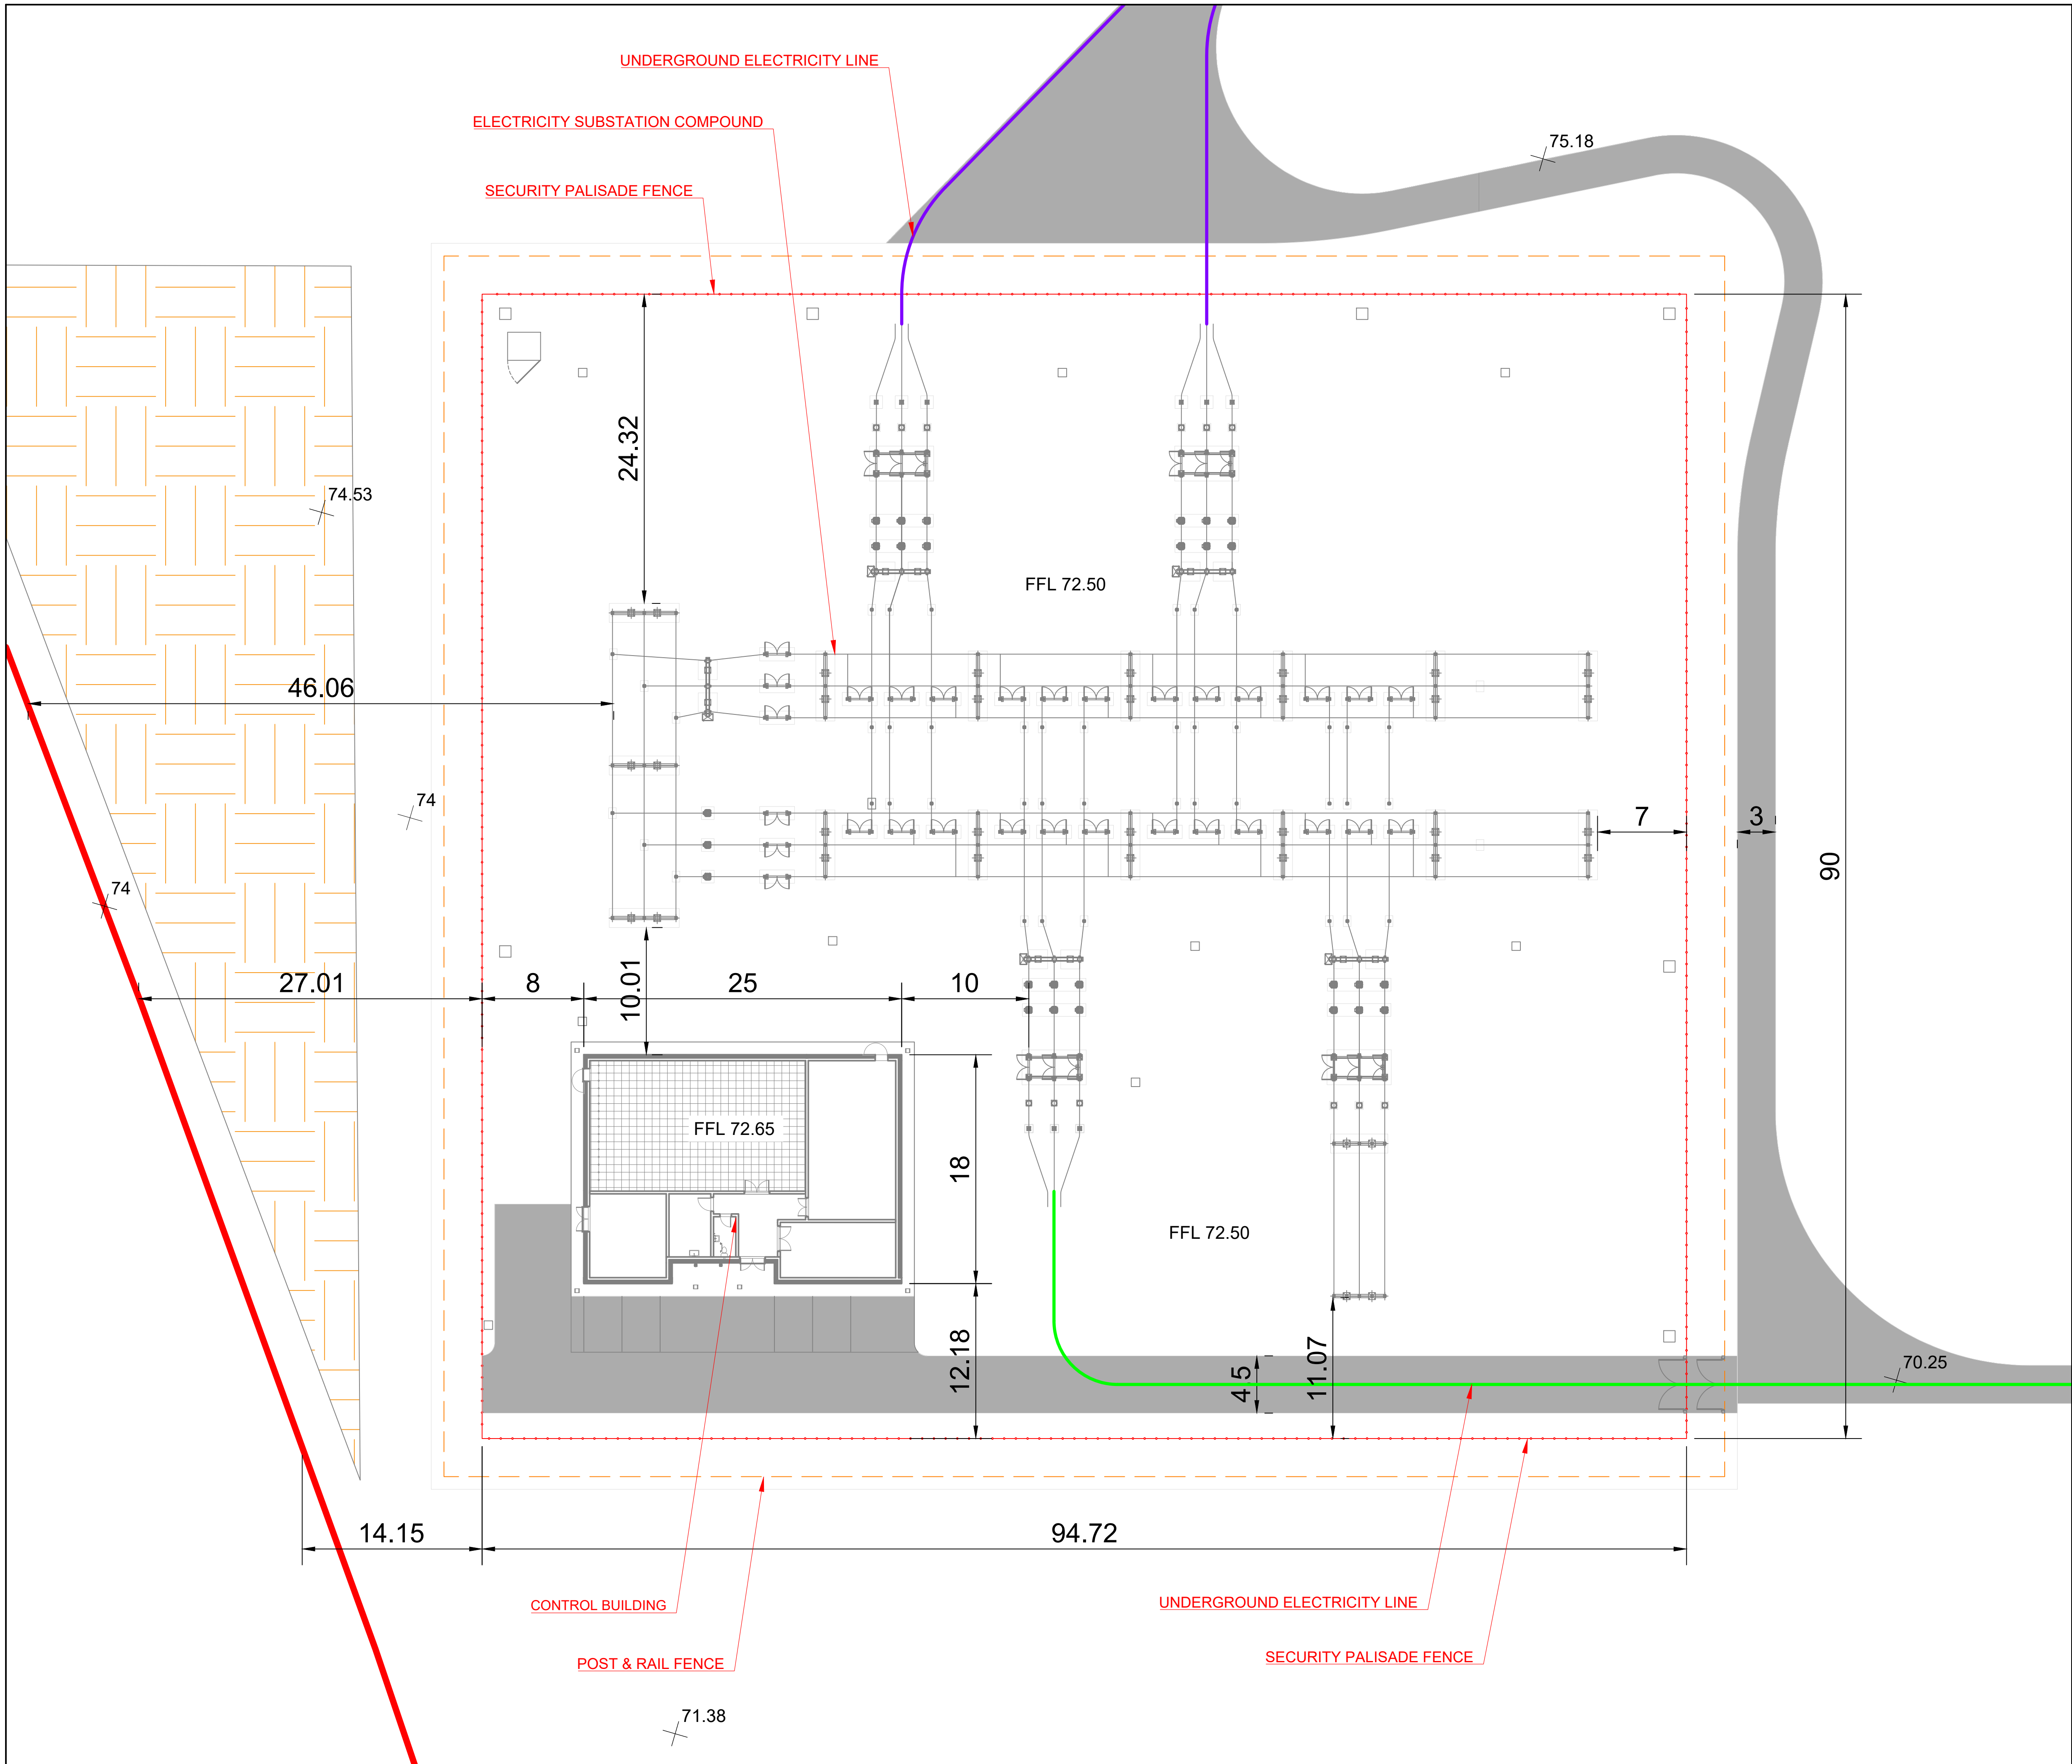 UNDERGROUND ELECTRICITY LINE
ELECTRICITY SUBSTATION COMPOUND
75.18
SECURITY PALISADE FENCE
24.32
74.53
FFL 72.50
46.06
74
7
3
90
74
27.01
8
10.01
25
10
FFL 72.65
18
FFL 72.50
12.18
4.5
11.07
70.25
14.15
94.72
CONTROL BUILDING
UNDERGROUND ELECTRICITY LINE
POST & RAIL FENCE
SECURITY PALISADE FENCE
71.38